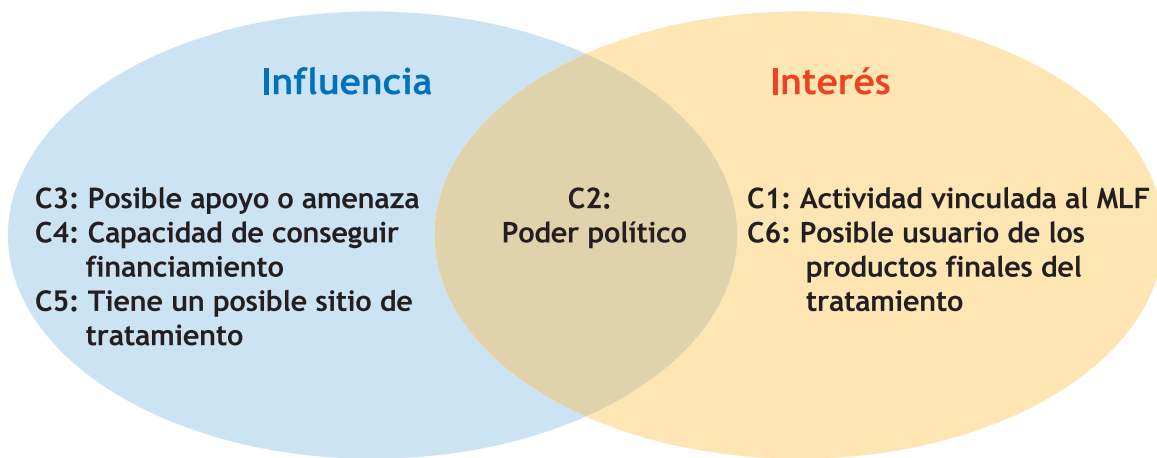 Influencia
C3: Posible apoyo o amenaza
C4: Capacidad de conseguir
financiamiento
C5: Tiene un posible sitio de
tratamiento
C2:
Poder político
Interés
C1: Actividad vinculada al MLF
C6: Posible usuario de los
productos finales del
tratamiento